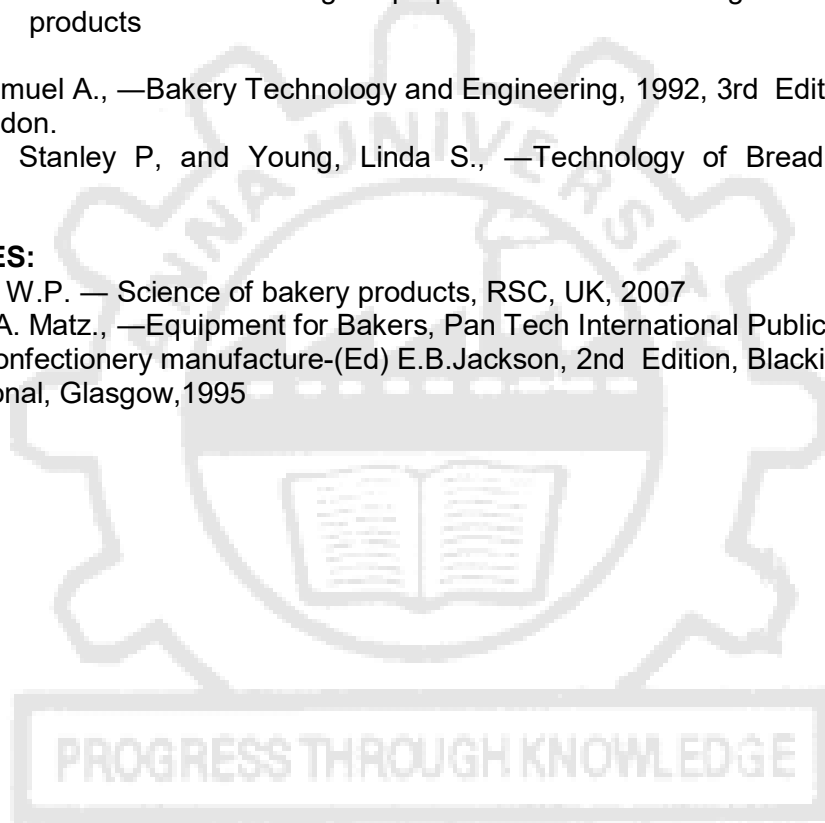 products
muel A., —Bakery Technology and Engineering, 1992, 3rd Edit
don.
Stanley P, and Young, Linda S., —Technology of Bread
ES:
W.P. — Science of bakery products, RSC, UK, 2007
A. Matz., —Equipment for Bakers, Pan Tech International Public
onfectionery manufacture-(Ed) E.B.Jackson, 2nd Edition, Blacki
onal, Glasgow,1995
ANNA UNIVERSIT
PROGRESS THROUGH KNOWLEDGE